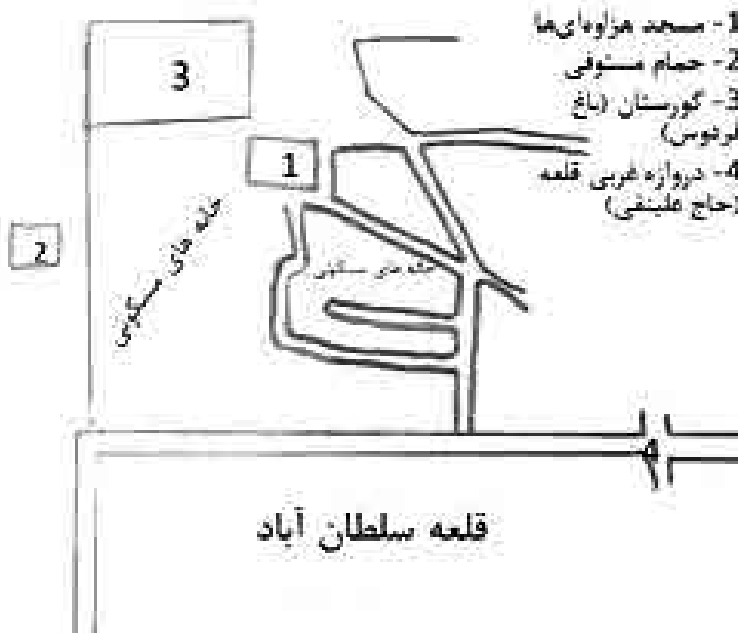 1- مسجد هزاوه‌ای‌ها
2- حمام مستوفی
3- گورستان (باغ
فردوس)
4- دروازه غربی قلعه
(حاج علینقی)
3
1
2
خانه های مسکونی
خانه های مسکونی
4
قلعه سلطان آباد